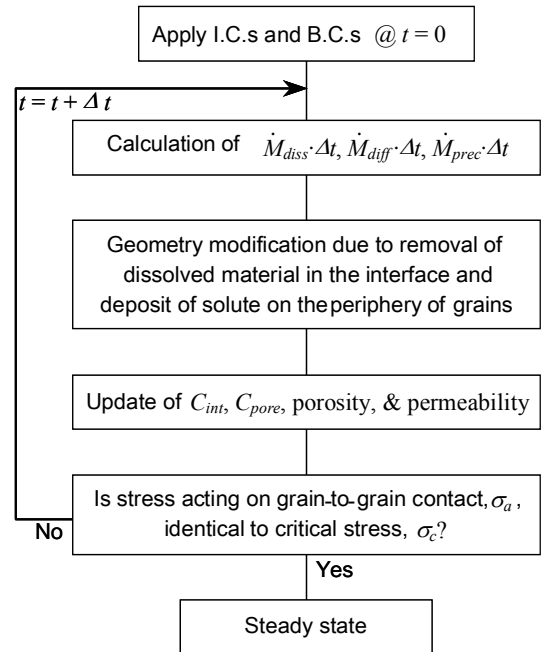 Apply I.C.s and B.C.s @ t = 0
t = t + Δ t
Calculation of Ṁdiss·Δt, Ṁdiff·Δt, Ṁprec·Δt
Geometry modification due to removal of
dissolved material in the interface and
deposit of solute on the periphery of grains
Update of Cint, Cpore, porosity, & permeability
Is stress acting on grain-to-grain contact, σa ,
identical to critical stress, σc?
No
Yes
Steady state